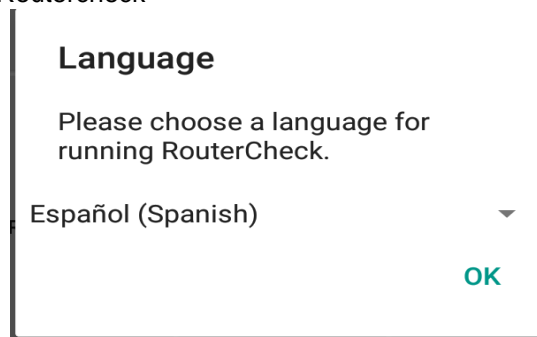 Language
Please choose a language for
running RouterCheck.
Español (Spanish)
OK